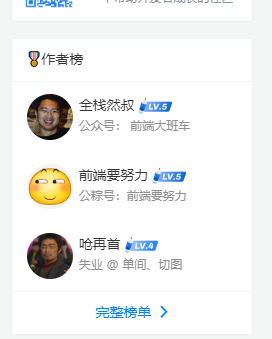 作者榜
全栈然叔 LV.5
公众号： 前端大班车
前端要努力 LV.5
公粽号：前端要努力
呛再首 LV.4
失业 @ 单间、切图
完整榜单